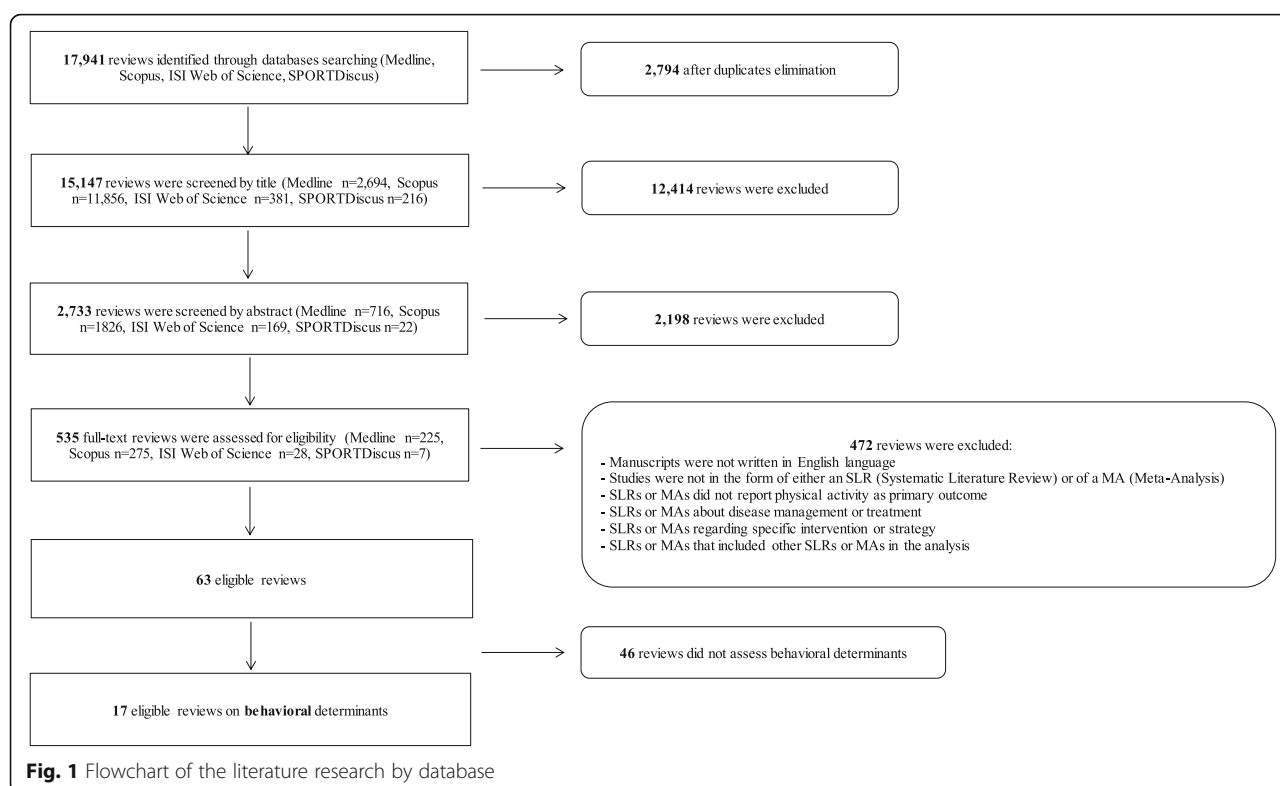 17,941 reviews identified through databases searching (Medline,
Scopus, ISI Web of Science, SPORTDiscus)
2,794 after duplicates elimination
15,147 reviews were screened by title (Medline n=2,694, Scopus
n=11,856, ISI Web of Science n=381, SPORTDiscus n=216)
12,414 reviews were excluded
2,733 reviews were screened by abstract (Medline n=716, Scopus
n=1826, ISI Web of Science n=169, SPORTDiscus n=22)
2,198 reviews were excluded
535 full-text reviews were assessed for eligibility (Medline n=225,
Scopus n=275, ISI Web of Science n=28, SPORTDiscus n=7)
472 reviews were excluded:
- Manuscripts were not written in English language
- Studies were not in the form of either an SLR (Systematic Literature Review) or of a MA (Meta-Analysis)
- SLRs or MAs did not report physical activity as primary outcome
- SLRs or MAs about disease management or treatment
- SLRs or MAs regarding specific intervention or strategy
- SLRs or MAs that included other SLRs or MAs in the analysis
63 eligible reviews
46 reviews did not assess behavioral determinants
17 eligible reviews on behavioral determinants
Fig. 1 Flowchart of the literature research by database